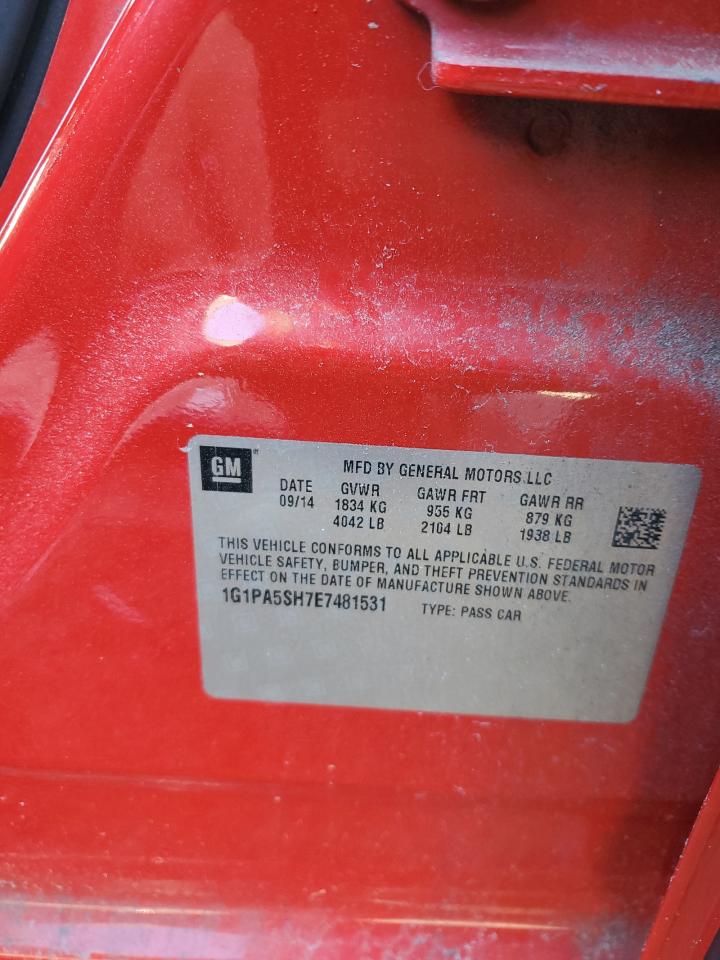 GM
MFD BY GENERAL MOTORS LLC
DATE GVWR GAWR FRT GAWR RR
09/14 1834 KG 955 KG 879 KG
4042 LB 2104 LB 1938 LB
THIS VEHICLE CONFORMS TO ALL APPLICABLE U.S. FEDERAL MOTOR
VEHICLE SAFETY, BUMPER, AND THEFT PREVENTION STANDARDS IN
EFFECT ON THE DATE OF MANUFACTURE SHOWN ABOVE.
1G1PA5SH7E7481531 TYPE: PASS CAR